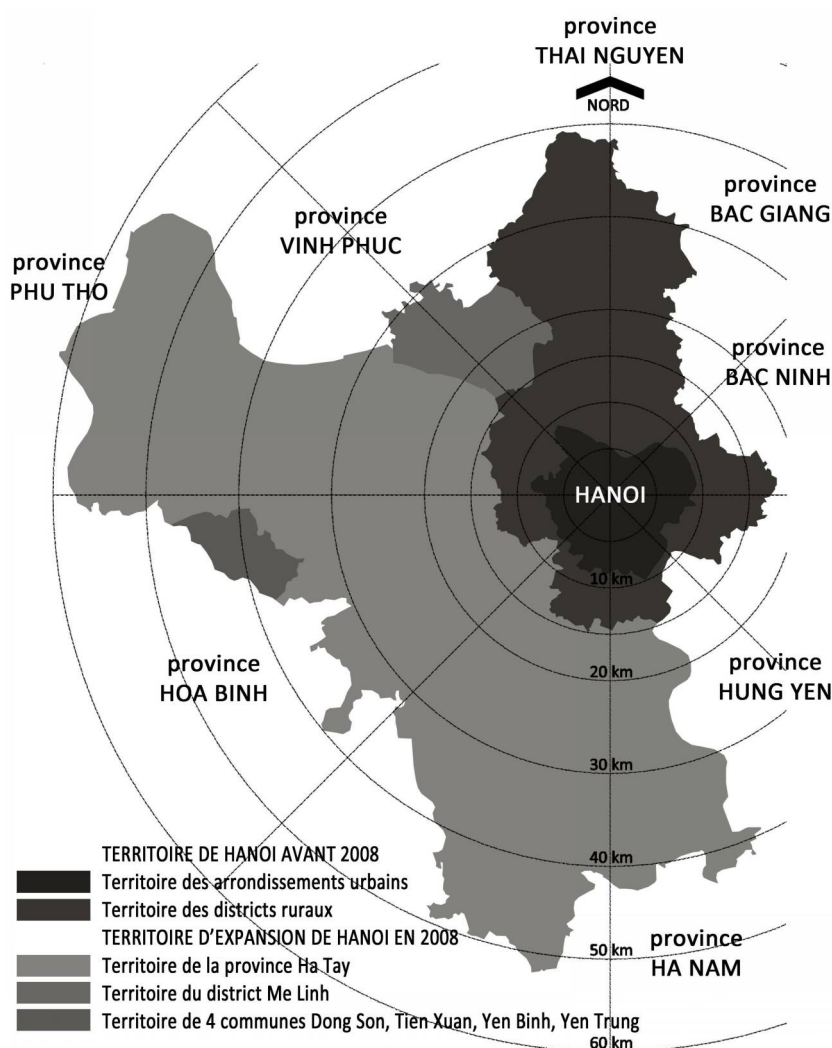 province
THAI NGUYEN
NORD
province
BAC GIANG
province
VINH PHUC
province
PHU THO
province
BAC NINH
HANOI
10 km
province
HOA BINH
20 km
province
HUNG YEN
30 km
40 km
50 km
province
HA NAM
60 km
TERRITOIRE DE HANOI AVANT 2008
Territoire des arrondissements urbains
Territoire des districts ruraux
TERRITOIRE D'EXPANSION DE HANOI EN 2008
Territoire de la province Ha Tay
Territoire du district Me Linh
Territoire de 4 communes Dong Son, Tien Xuan, Yen Binh, Yen Trung